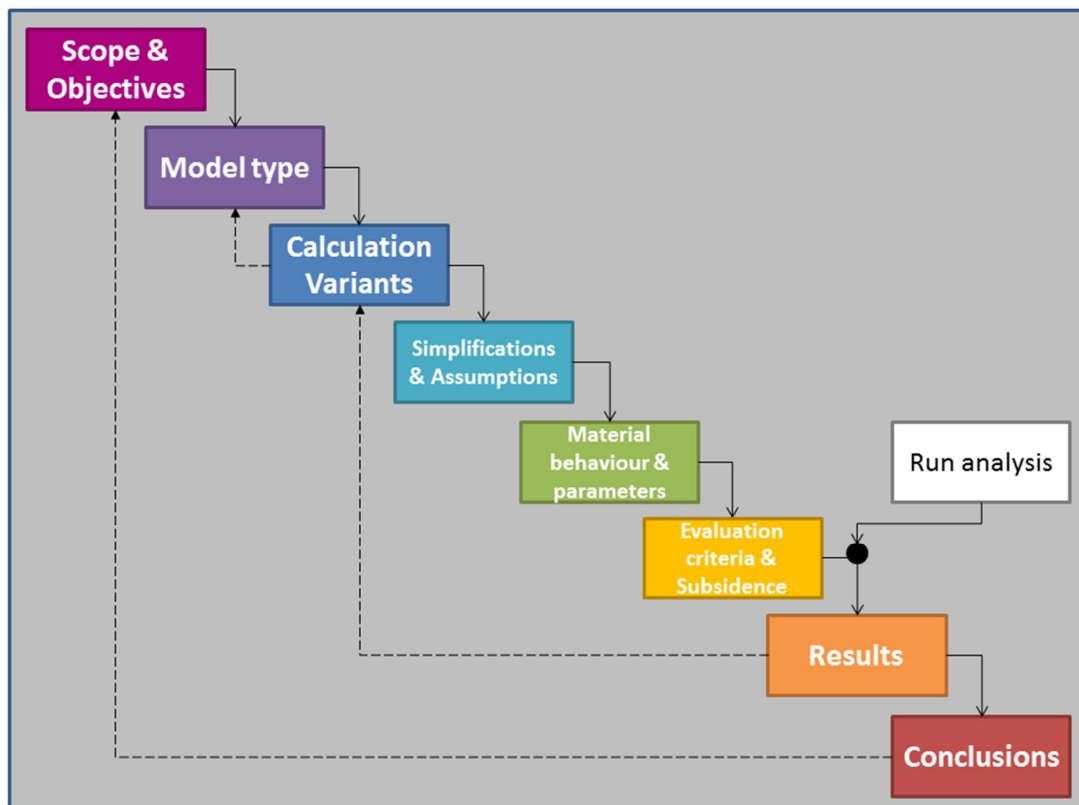 Scope &
Objectives
Model type
Calculation
Variants
Simplifications
& Assumptions
Material
behaviour &
parameters
Run analysis
Evaluation
criteria &
Subsidence
Results
Conclusions